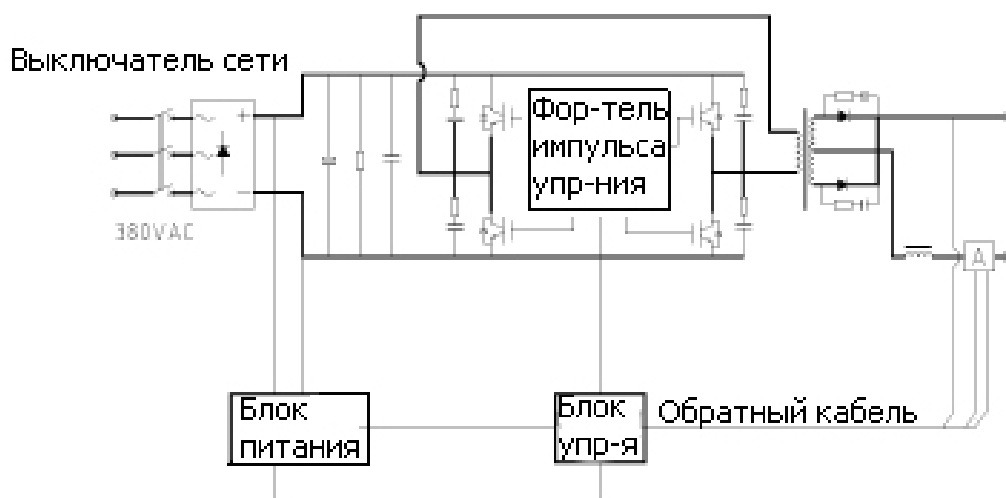 Выключатель сети
Фор-тель
импульса
упр-ния
+
380VAC
A
Блок
питания
Блок
упр-я
Обратный кабель